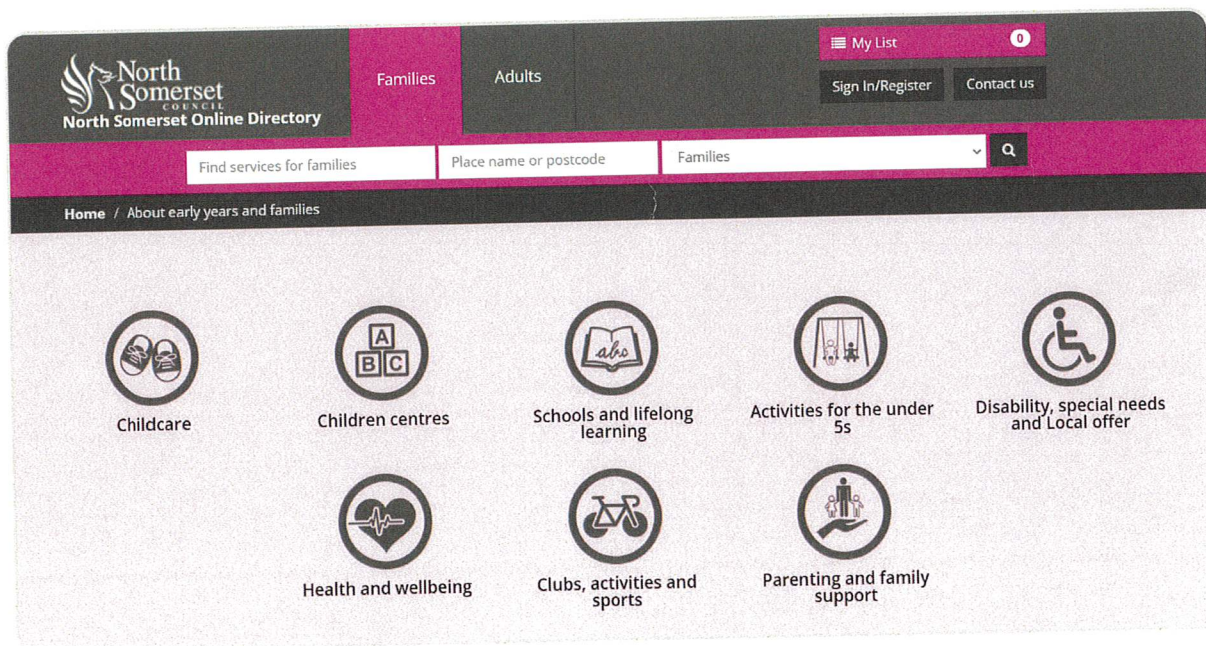 North
Somerset
COUNCIL
North Somerset Online Directory
Families
Adults
My List
0
Sign In/Register
Contact us
Find services for families
Place name or postcode
Families
Home / About early years and families
Childcare
A
B C
Children centres
abc
Schools and lifelong
learning
Activities for the under
5s
Disability, special needs
and Local offer
Health and wellbeing
Clubs, activities and
sports
Parenting and family
support